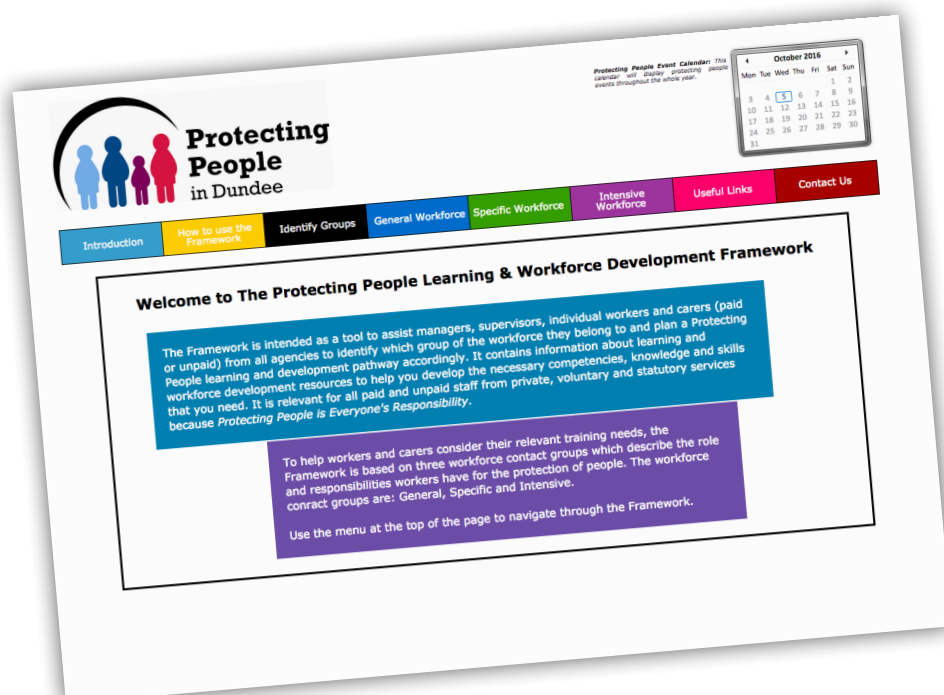 Protecting
People
in Dundee
Protecting People Event Calendar: This
calendar will display protecting people
events throughout the whole year.
October 2016
Mon Tue Wed Thu Fri Sat Sun
1 2
3 4 5 6 7 8 9
10 11 12 13 14 15 16
17 18 19 20 21 22 23
24 25 26 27 28 29 30
31
Introduction
How to use the
Framework
Identify Groups
General Workforce
Specific Workforce
Intensive
Workforce
Useful Links
Contact Us
Welcome to The Protecting People Learning & Workforce Development Framework
The Framework is intended as a tool to assist managers, supervisors, individual workers and carers (paid
or unpaid) from all agencies to identify which group of the workforce they belong to and plan a Protecting
People learning and development pathway accordingly. It contains information about learning and
workforce development resources to help you develop the necessary competencies, knowledge and skills
that you need. It is relevant for all paid and unpaid staff from private, voluntary and statutory services
because Protecting People is Everyone's Responsibility.
To help workers and carers consider their relevant training needs, the
Framework is based on three workforce contact groups which describe the role
and responsibilities workers have for the protection of people. The workforce
conract groups are: General, Specific and Intensive.
Use the menu at the top of the page to navigate through the Framework.